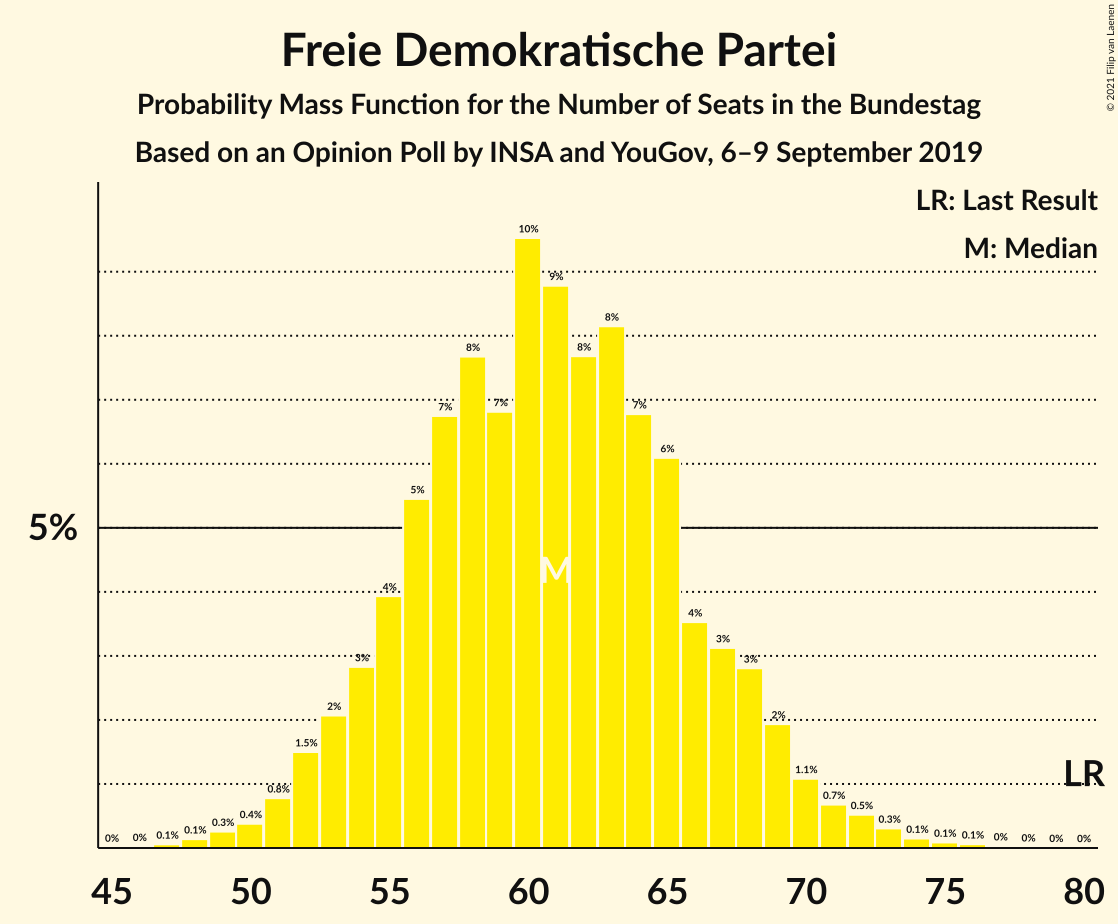 Freie Demokratische Partei
Probability Mass Function for the Number of Seats in the Bundestag
Based on an Opinion Poll by INSA and YouGov, 6–9 September 2019
© 2021 Filip van Laenen
LR: Last Result
M: Median
5%
0% 0% 0.1% 0.1% 0.3% 0.4% 0.8% 1.5% 2% 3% 4% 5% 7% 8% 7% 10% 9% 8% 8% 7% 6% 4% 3% 3% 2% 1.1% 0.7% 0.5% 0.3% 0.1% 0.1% 0.1% 0% 0% 0% 0%
M
LR
45 50 55 60 65 70 75 80